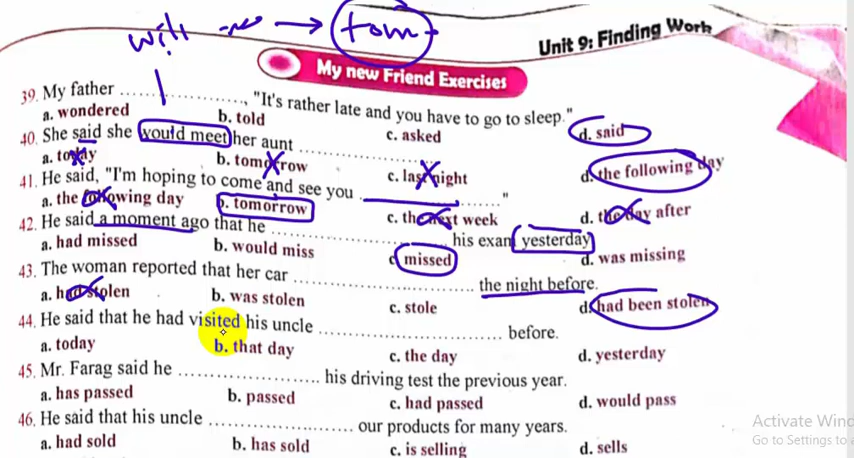 will → tom
Unit 9: Finding Work
My new Friend Exercises
39. My father ...................., "It's rather late and you have to go to sleep."
a. wondered b. told c. asked d. said
40. She said she would meet her aunt ....................
a. today b. tomorrow c. last night d. the following day
41. He said, "I'm hoping to come and see you .................... "
a. the following day b. tomorrow c. the next week d. the day after
42. He said a moment ago that he .................... his exam yesterday
a. had missed b. would miss c. missed d. was missing
43. The woman reported that her car .................... the night before.
a. had stolen b. was stolen c. stole d. had been stolen
44. He said that he had visited his uncle .................... before.
a. today b. that day c. the day d. yesterday
45. Mr. Farag said he .................... his driving test the previous year.
a. has passed b. passed c. had passed d. would pass
46. He said that his uncle .................... our products for many years.
a. had sold b. has sold c. is selling d. sells
Activate Wind
Go to Settings to a